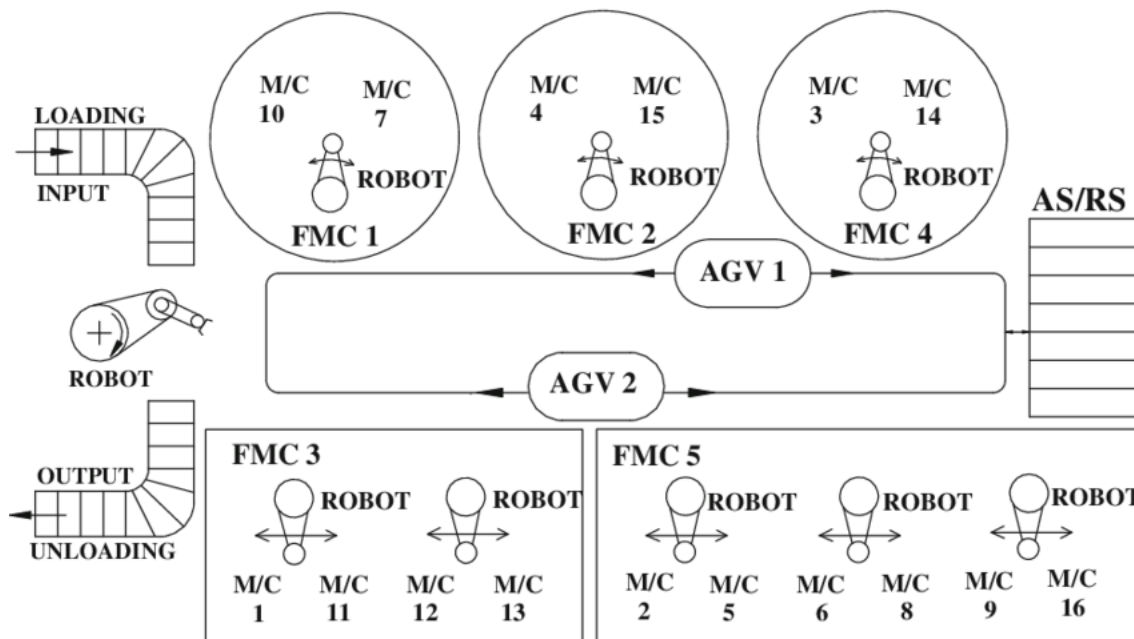 LOADING
INPUT
M/C 10
M/C 7
ROBOT
FMC 1
M/C 4
M/C 15
ROBOT
FMC 2
M/C 3
M/C 14
ROBOT
FMC 4
AS/RS
AGV 1
ROBOT
AGV 2
OUTPUT
UNLOADING
FMC 3
ROBOT
ROBOT
M/C 1
M/C 11
M/C 12
M/C 13
FMC 5
ROBOT
ROBOT
ROBOT
M/C 2
M/C 5
M/C 6
M/C 8
M/C 9
M/C 16